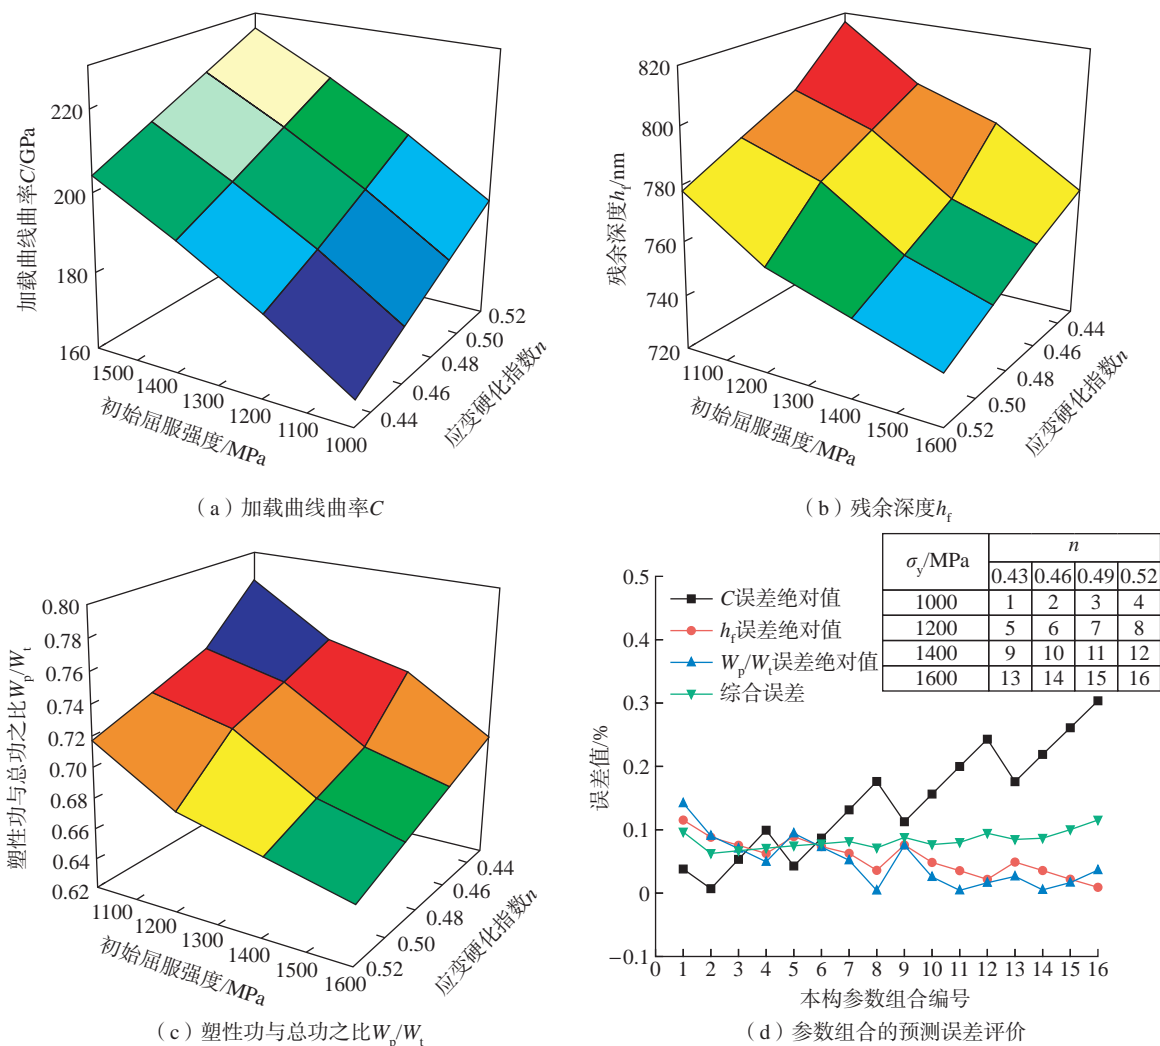 220
200
180
160
加载曲线曲率C/GPa
1500
1400
1300
1200
1100
1000
初始屈服强度/MPa
0.44
0.46
0.48
0.50
0.52
应变硬化指数n
（a）加载曲线曲率C
820
800
780
760
740
720
残余深度h_f/nm
1100
1200
1300
1400
1500
1600
初始屈服强度/MPa
0.52
0.50
0.48
0.46
0.44
应变硬化指数n
（b）残余深度h_f
0.80
0.78
0.76
0.74
0.72
0.70
0.68
0.66
0.64
0.62
塑性功与总功之比W_p/W_t
1100
1200
1300
1400
1500
1600
初始屈服强度/MPa
0.52
0.50
0.48
0.46
0.44
应变硬化指数n
（c）塑性功与总功之比W_p/W_t
σ_y/MPa n
0.43 0.46 0.49 0.52
1000 1 2 3 4
1200 5 6 7 8
1400 9 10 11 12
1600 13 14 15 16
C误差绝对值
h_f误差绝对值
W_p/W_t误差绝对值
综合误差
0.5
0.4
0.3
0.2
0.1
0
−0.1
误差值/%
0 1 2 3 4 5 6 7 8 9 10 11 12 13 14 15 16
本构参数组合编号
（d）参数组合的预测误差评价